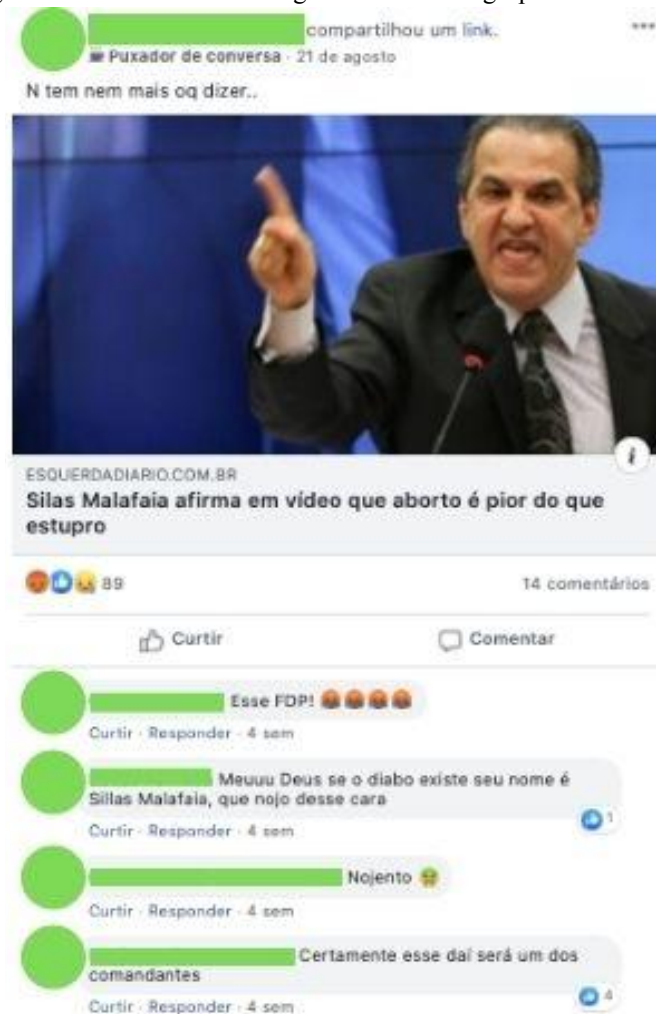 compartilhou um link.
Puxador de conversa · 21 de agosto
N tem nem mais oq dizer..
ESQUERDADIARIO.COM.BR
Silas Malafaia afirma em vídeo que aborto é pior do que
estupro
89
14 comentários
Curtir
Comentar
Esse FDP! 🤬🤬🤬🤬
Curtir · Responder · 4 sem
Meuuu Deus se o diabo existe seu nome é
Sillas Malafaia, que nojo desse cara
1
Curtir · Responder · 4 sem
Nojento 🤢
Curtir · Responder · 4 sem
Certamente esse daí será um dos
comandantes
4
Curtir · Responder · 4 sem